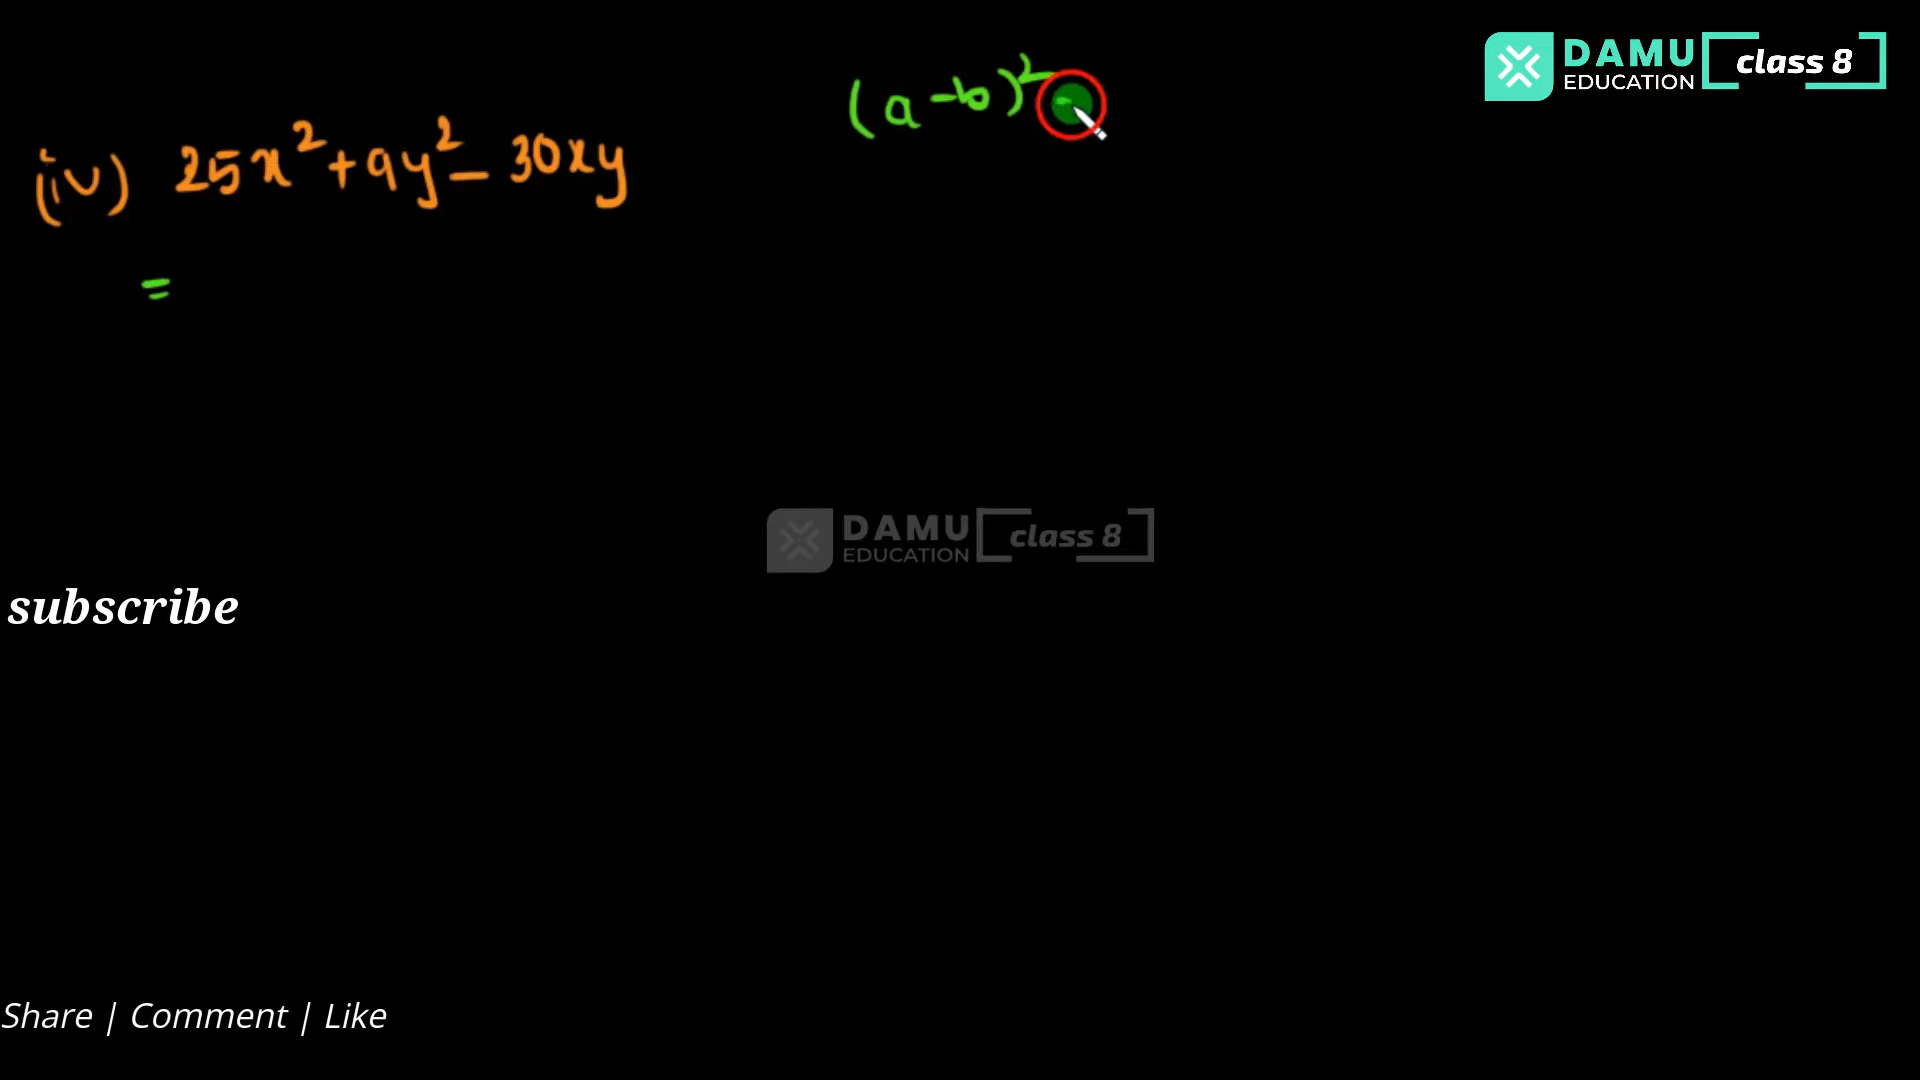 (a-b)²
DAMU EDUCATION class 8
(iv) 25x²+9y²-30xy
=
DAMU EDUCATION class 8
subscribe
Share | Comment | Like